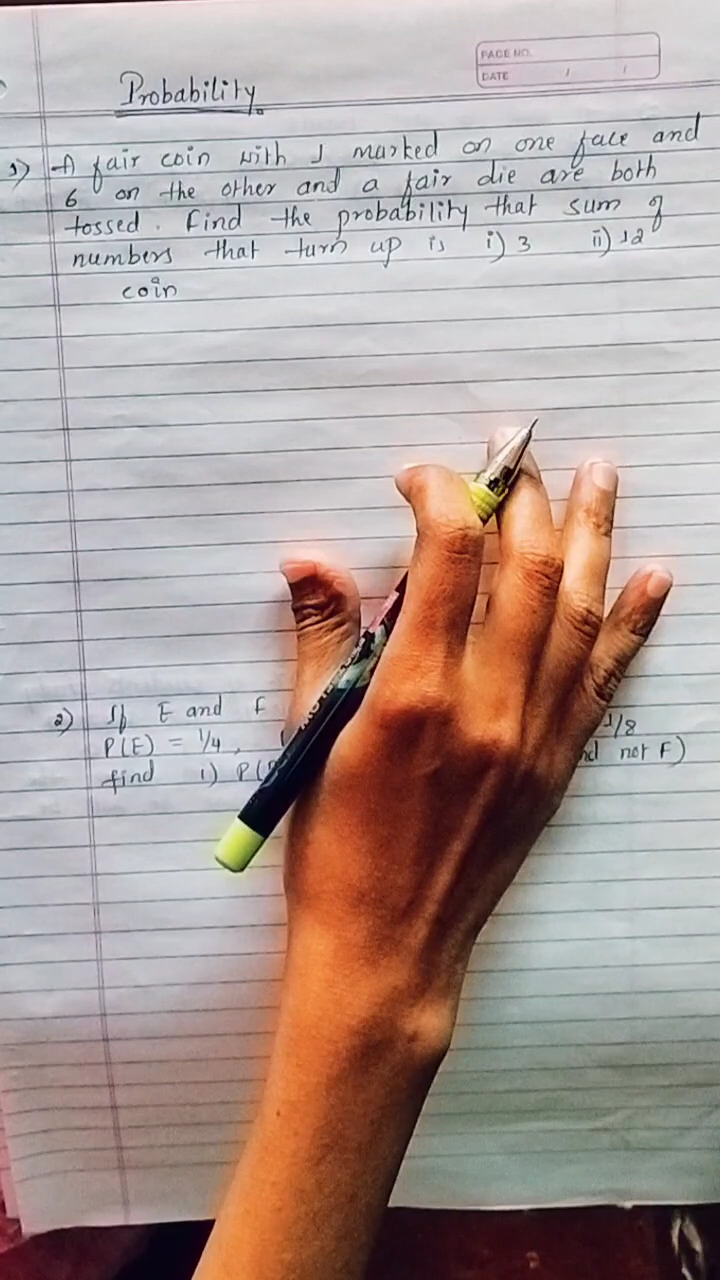 PAGE NO.
DATE / /
Probability
1) A fair coin with 1 marked on one face and
6 on the other and a fair die are both
tossed. Find the probability that sum of
numbers that turn up is i) 3 ii) 12
coin
2) If E and F
P(E) = 1/4, 1/8
find i) P( not F)